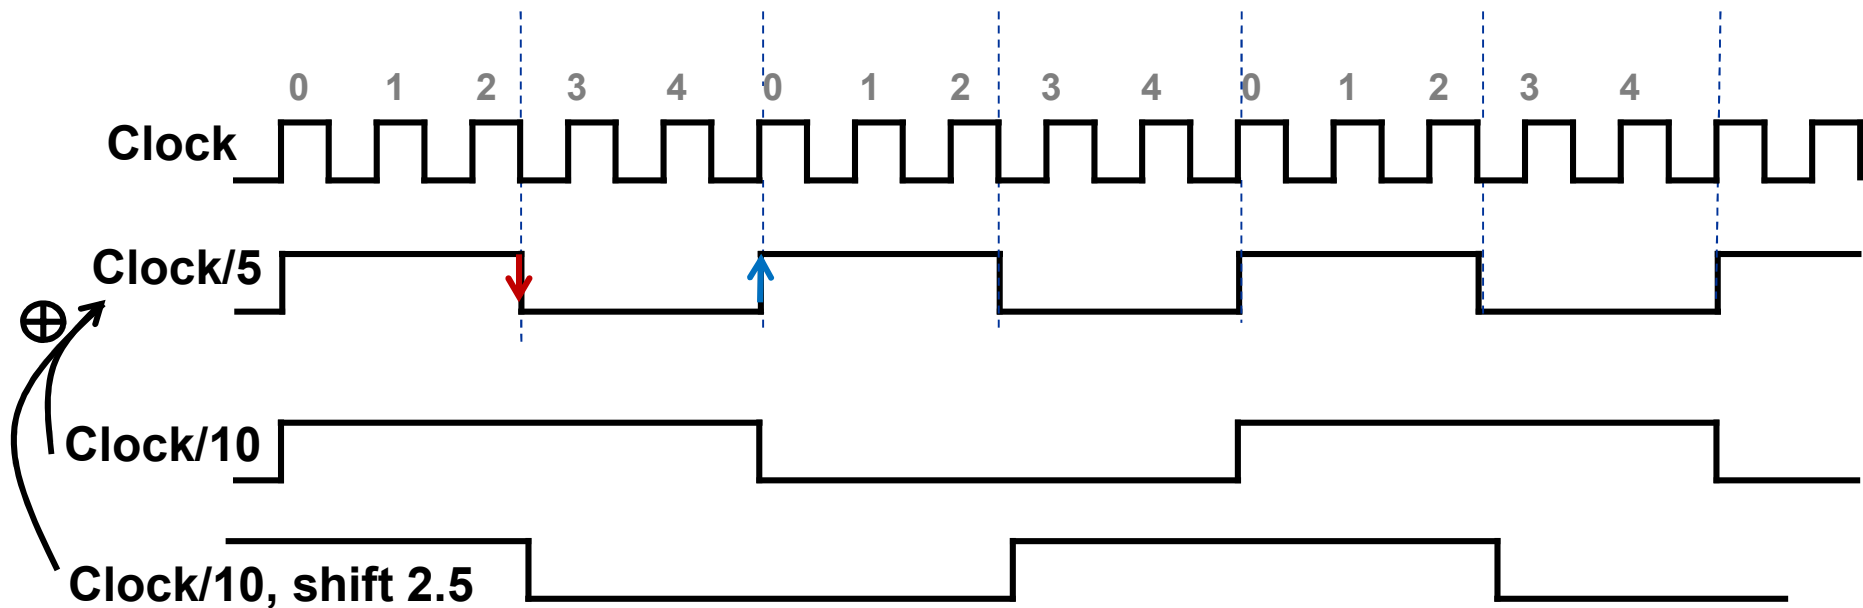 0 1 2 3 4 0 1 2 3 4 0 1 2 3 4
Clock
Clock/5
Clock/10
Clock/10, shift 2.5